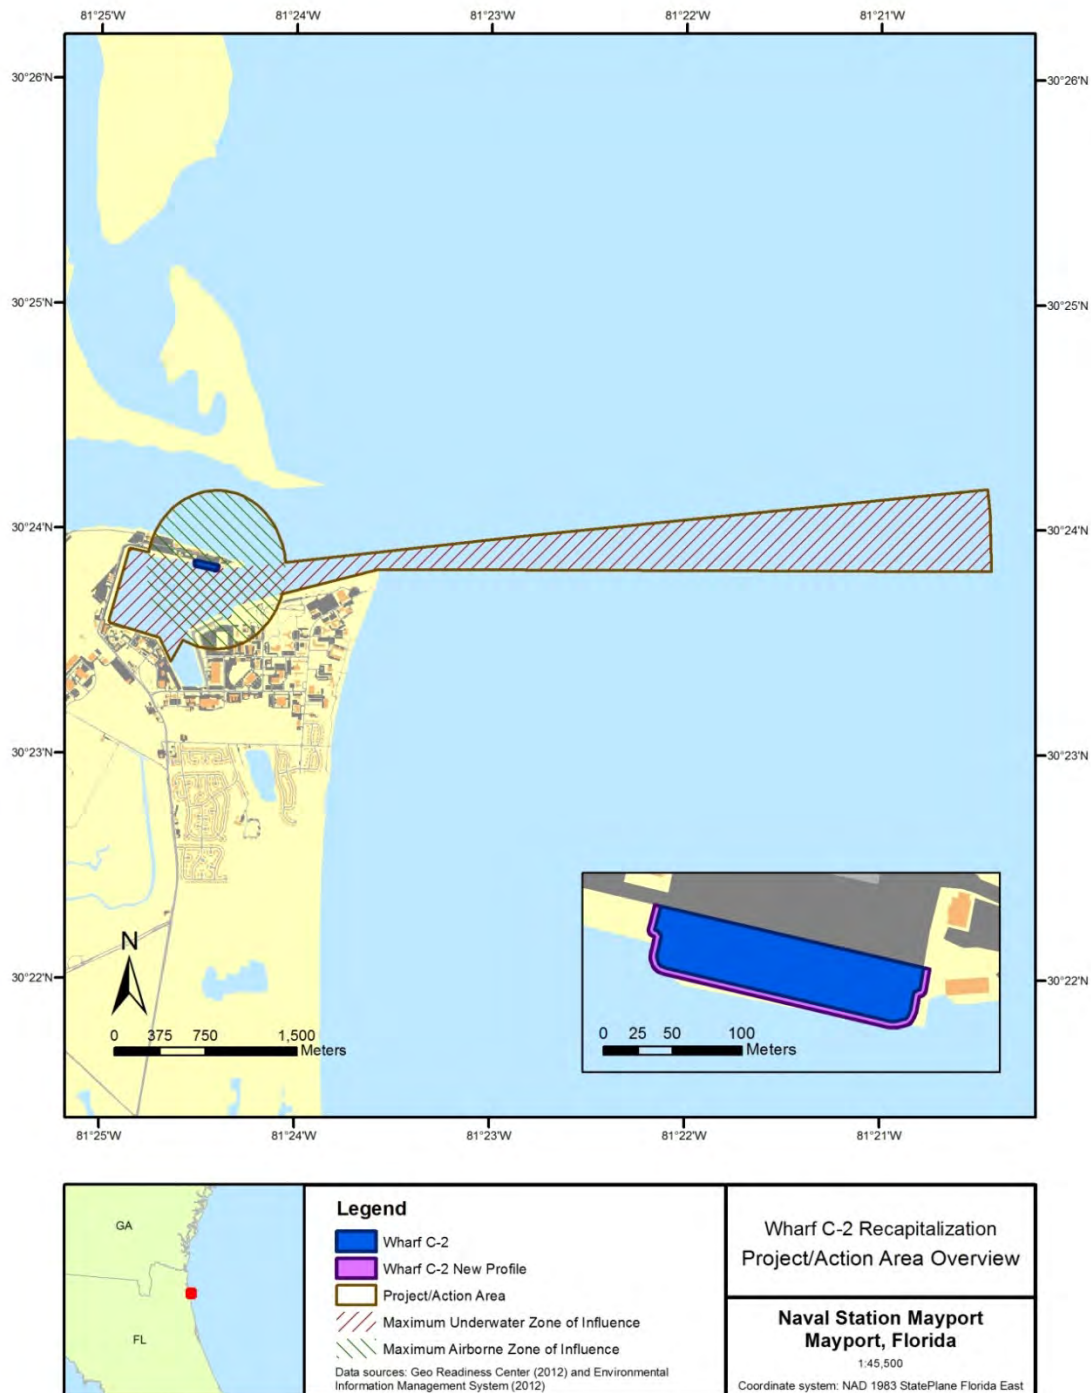 81°25'W 81°24'W 81°23'W 81°22'W 81°21'W
30°26'N 30°26'N
30°25'N 30°25'N
30°24'N 30°24'N
30°23'N 30°23'N
30°22'N 30°22'N
N
0 375 750 1,500
Meters
0 25 50 100
Meters
81°25'W 81°24'W 81°23'W 81°22'W 81°21'W
GA
FL
Legend
Wharf C-2
Wharf C-2 New Profile
Project/Action Area
Maximum Underwater Zone of Influence
Maximum Airborne Zone of Influence
Data sources: Geo Readiness Center (2012) and Environmental
Information Management System (2012)
Wharf C-2 Recapitalization
Project/Action Area Overview
Naval Station Mayport
Mayport, Florida
1:45,500
Coordinate system: NAD 1983 StatePlane Florida East